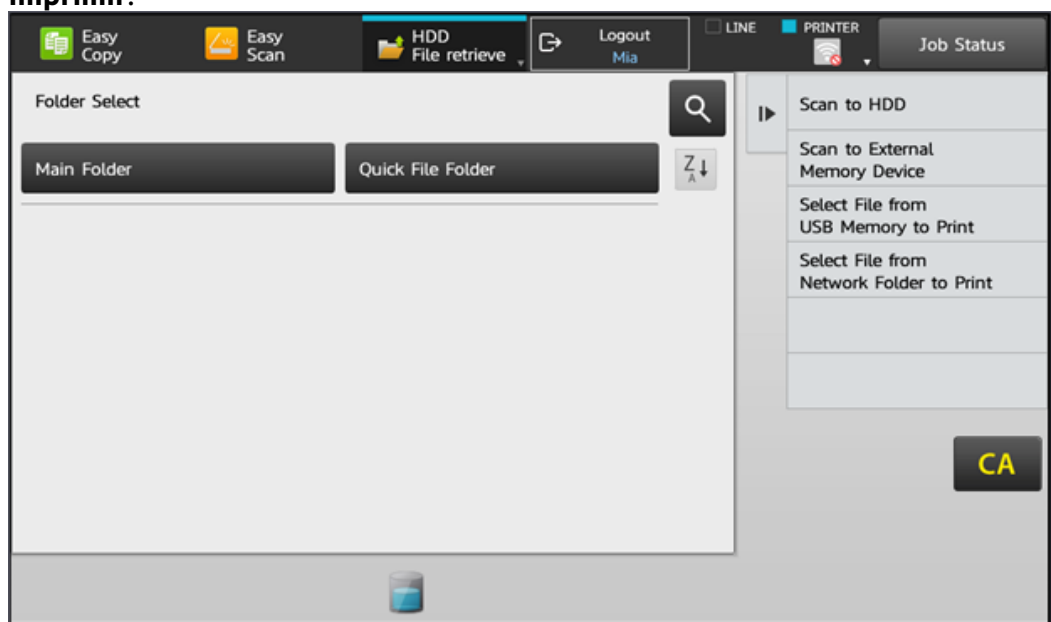 imprimir.
Easy
Copy
Easy
Scan
HDD
File retrieve
Logout
Mia
LINE
PRINTER
Job Status
Folder Select
Main Folder
Quick File Folder
Z
A
Scan to HDD
Scan to External
Memory Device
Select File from
USB Memory to Print
Select File from
Network Folder to Print
CA